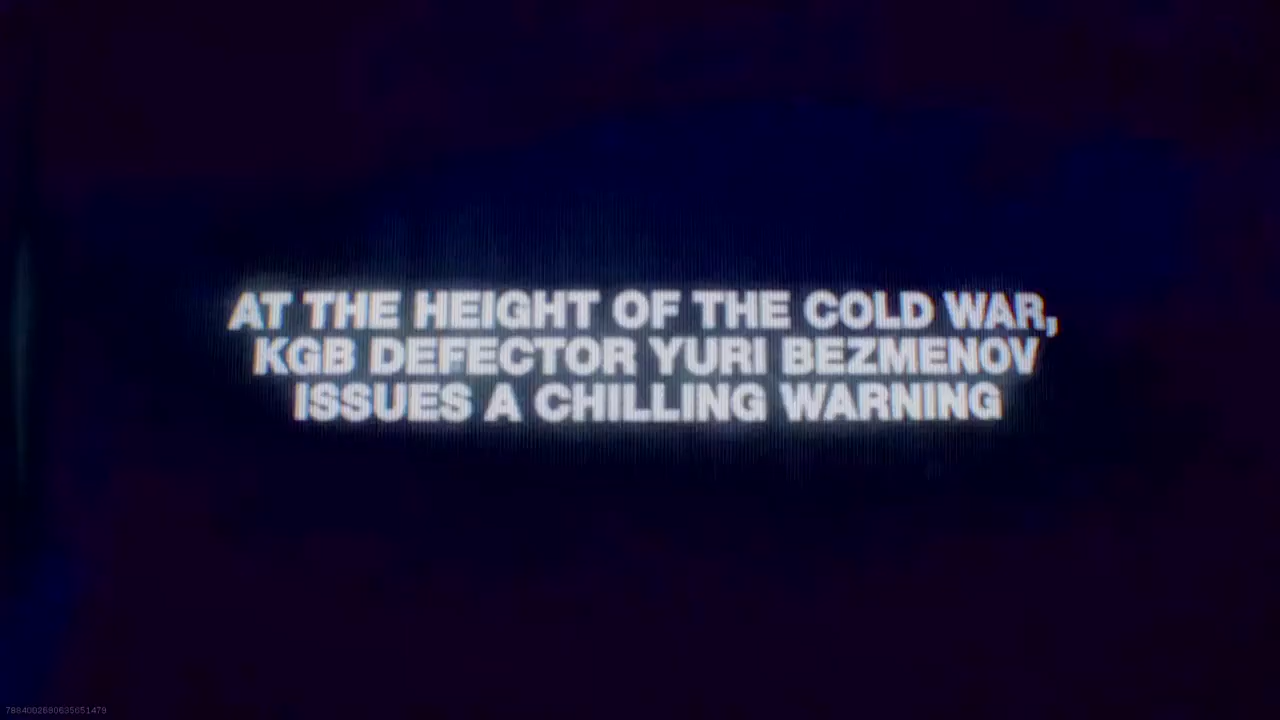 AT THE HEIGHT OF THE COLD WAR,
KGB DEFECTOR YURI BEZMENOV
ISSUES A CHILLING WARNING